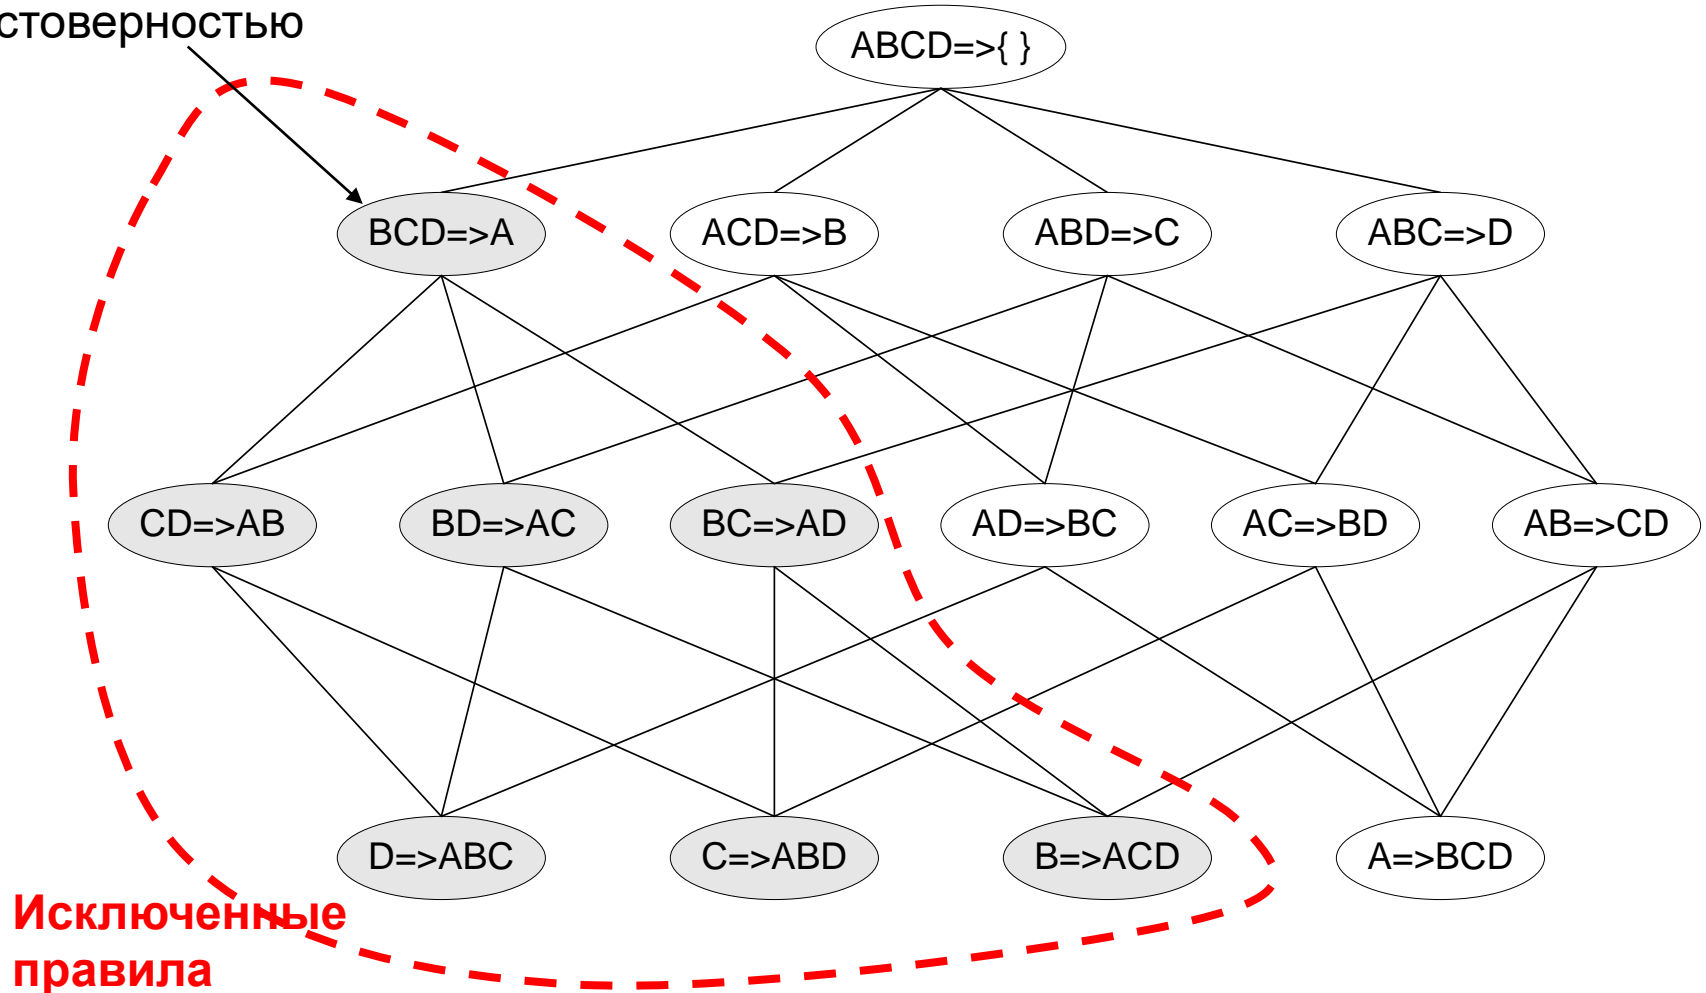 стоверностью
ABCD=>{ }
BCD=>A
ACD=>B
ABD=>C
ABC=>D
CD=>AB
BD=>AC
BC=>AD
AD=>BC
AC=>BD
AB=>CD
D=>ABC
C=>ABD
B=>ACD
A=>BCD
Исключенные
правила